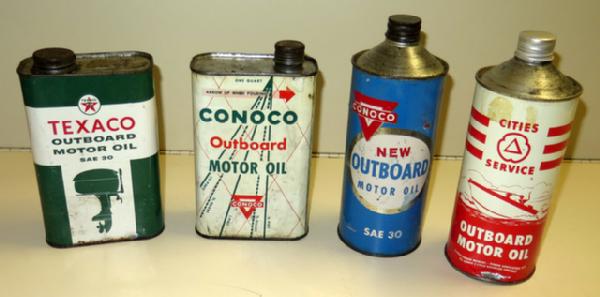 TEXACO
OUTBOARD
MOTOR OIL
SAE 30
ONE QUART
CONOCO
Outboard
MOTOR OIL
CONOCO
CONOCO
NEW
OUTBOARD
MOTOR OIL
SAE 30
CITIES
SERVICE
OUTBOARD
MOTOR OIL